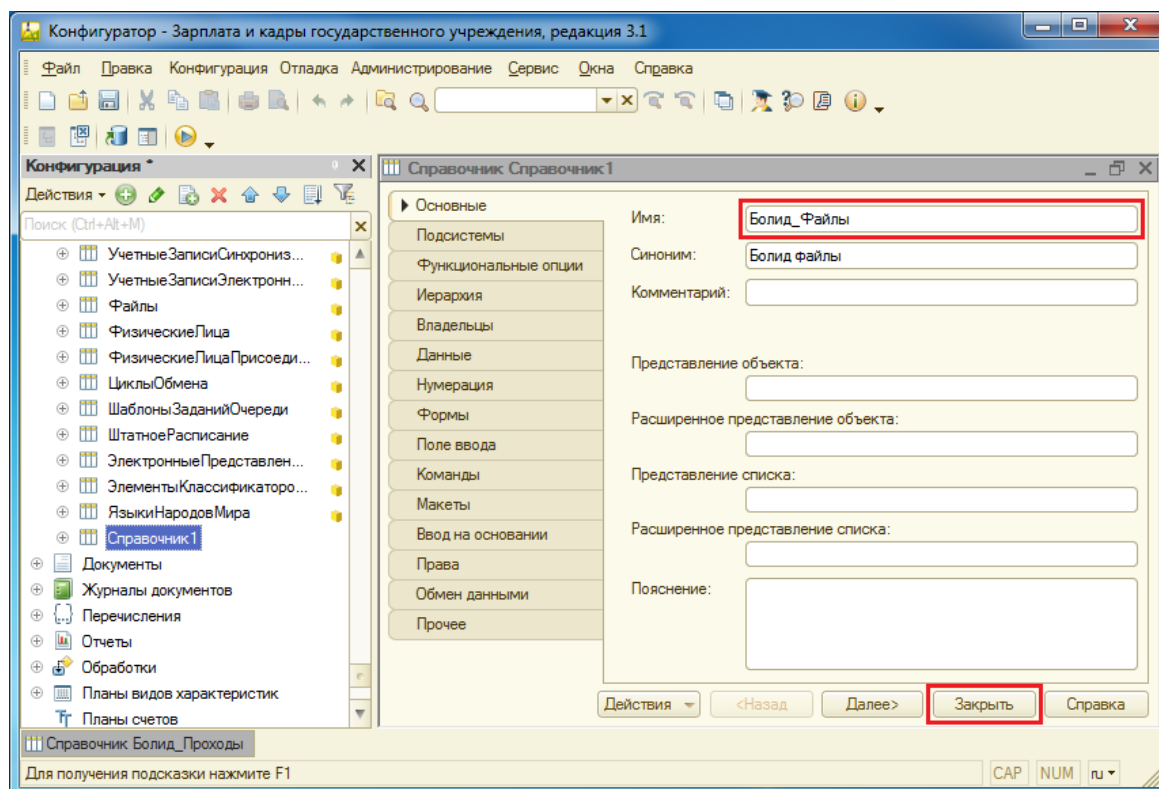 Конфигуратор - Зарплата и кадры государственного учреждения, редакция 3.1
Файл Правка Конфигурация Отладка Администрирование Сервис Окна Справка
Конфигурация *
Действия
Поиск (Ctrl+Alt+M)
УчетныеЗаписиСинхрониз...
УчетныеЗаписиЭлектронн...
Файлы
ФизическиеЛица
ФизическиеЛицаПрисоеди...
ЦиклыОбмена
ШаблоныЗаданийОчереди
ШтатноеРасписание
ЭлектронныеПредставлен...
ЭлементыКлассификаторо...
ЯзыкиНародовМира
Справочник1
Документы
Журналы документов
Перечисления
Отчеты
Обработки
Планы видов характеристик
Планы счетов
Справочник Справочник1
Основные
Подсистемы
Функциональные опции
Иерархия
Владельцы
Данные
Нумерация
Формы
Поле ввода
Команды
Макеты
Ввод на основании
Права
Обмен данными
Прочее
Имя: Болид_Файлы
Синоним: Болид файлы
Комментарий:
Представление объекта:
Расширенное представление объекта:
Представление списка:
Расширенное представление списка:
Пояснение:
Действия <Назад Далее> Закрыть Справка
Справочник Болид_Проходы
Для получения подсказки нажмите F1 CAP NUM ru